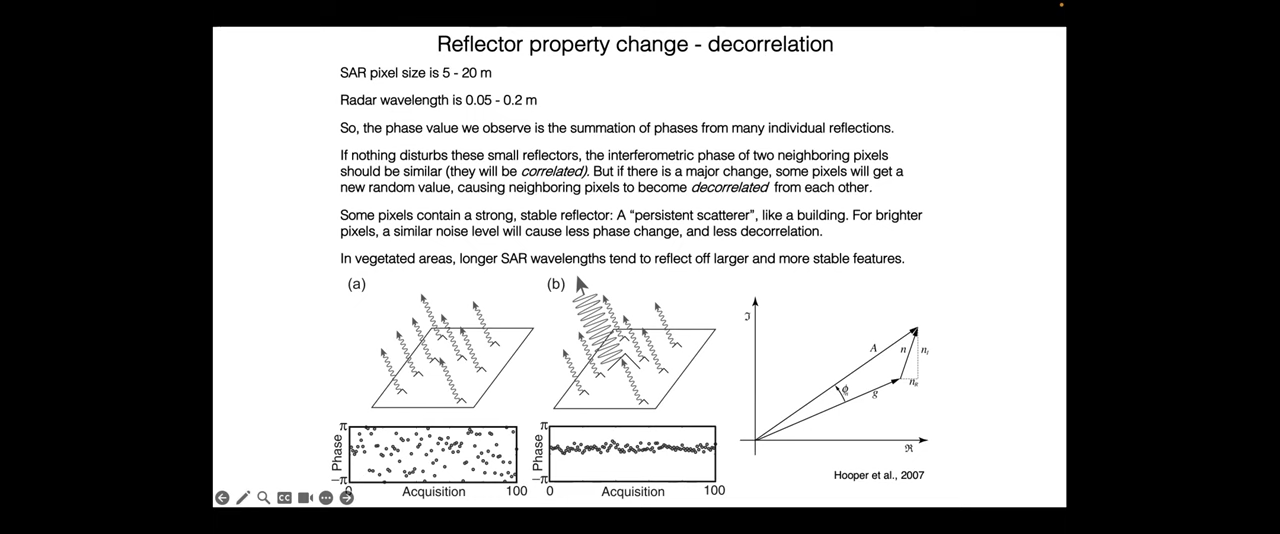 Reflector property change - decorrelation
SAR pixel size is 5 - 20 m
Radar wavelength is 0.05 - 0.2 m
So, the phase value we observe is the summation of phases from many individual reflections.
If nothing disturbs these small reflectors, the interferometric phase of two neighboring pixels
should be similar (they will be correlated). But if there is a major change, some pixels will get a
new random value, causing neighboring pixels to become decorrelated from each other.
Some pixels contain a strong, stable reflector: A “persistent scatterer”, like a building. For brighter
pixels, a similar noise level will cause less phase change, and less decorrelation.
In vegetated areas, longer SAR wavelengths tend to reflect off larger and more stable features.
(a)
π
Phase
−π
0
Acquisition
100
(b)
π
Phase
−π
0
Acquisition
100
ℑ
A
n
n_I
ϕ
g
n_R
ℜ
Hooper et al., 2007
CC